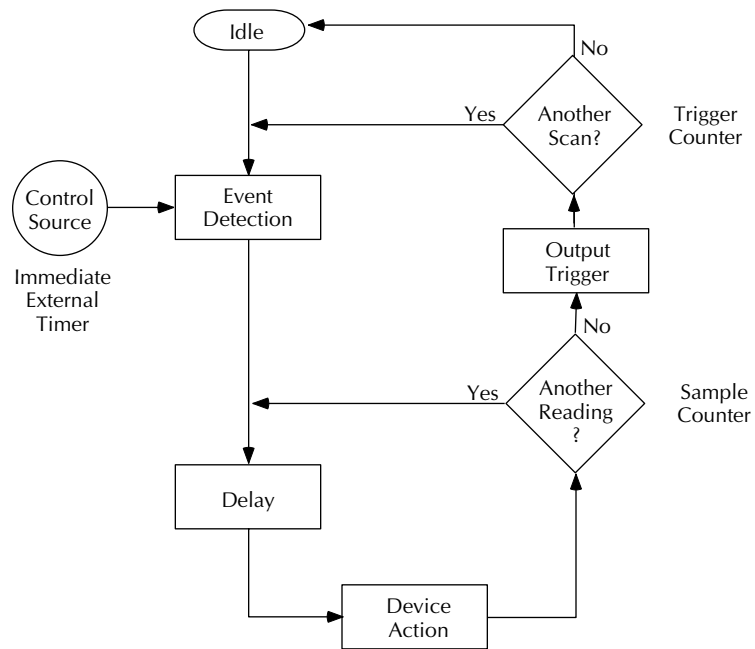 Idle
No
Yes
Another
Scan?
Trigger
Counter
Control
Source
Event
Detection
Immediate
External
Timer
Output
Trigger
No
Yes
Another
Reading
?
Sample
Counter
Delay
Device
Action